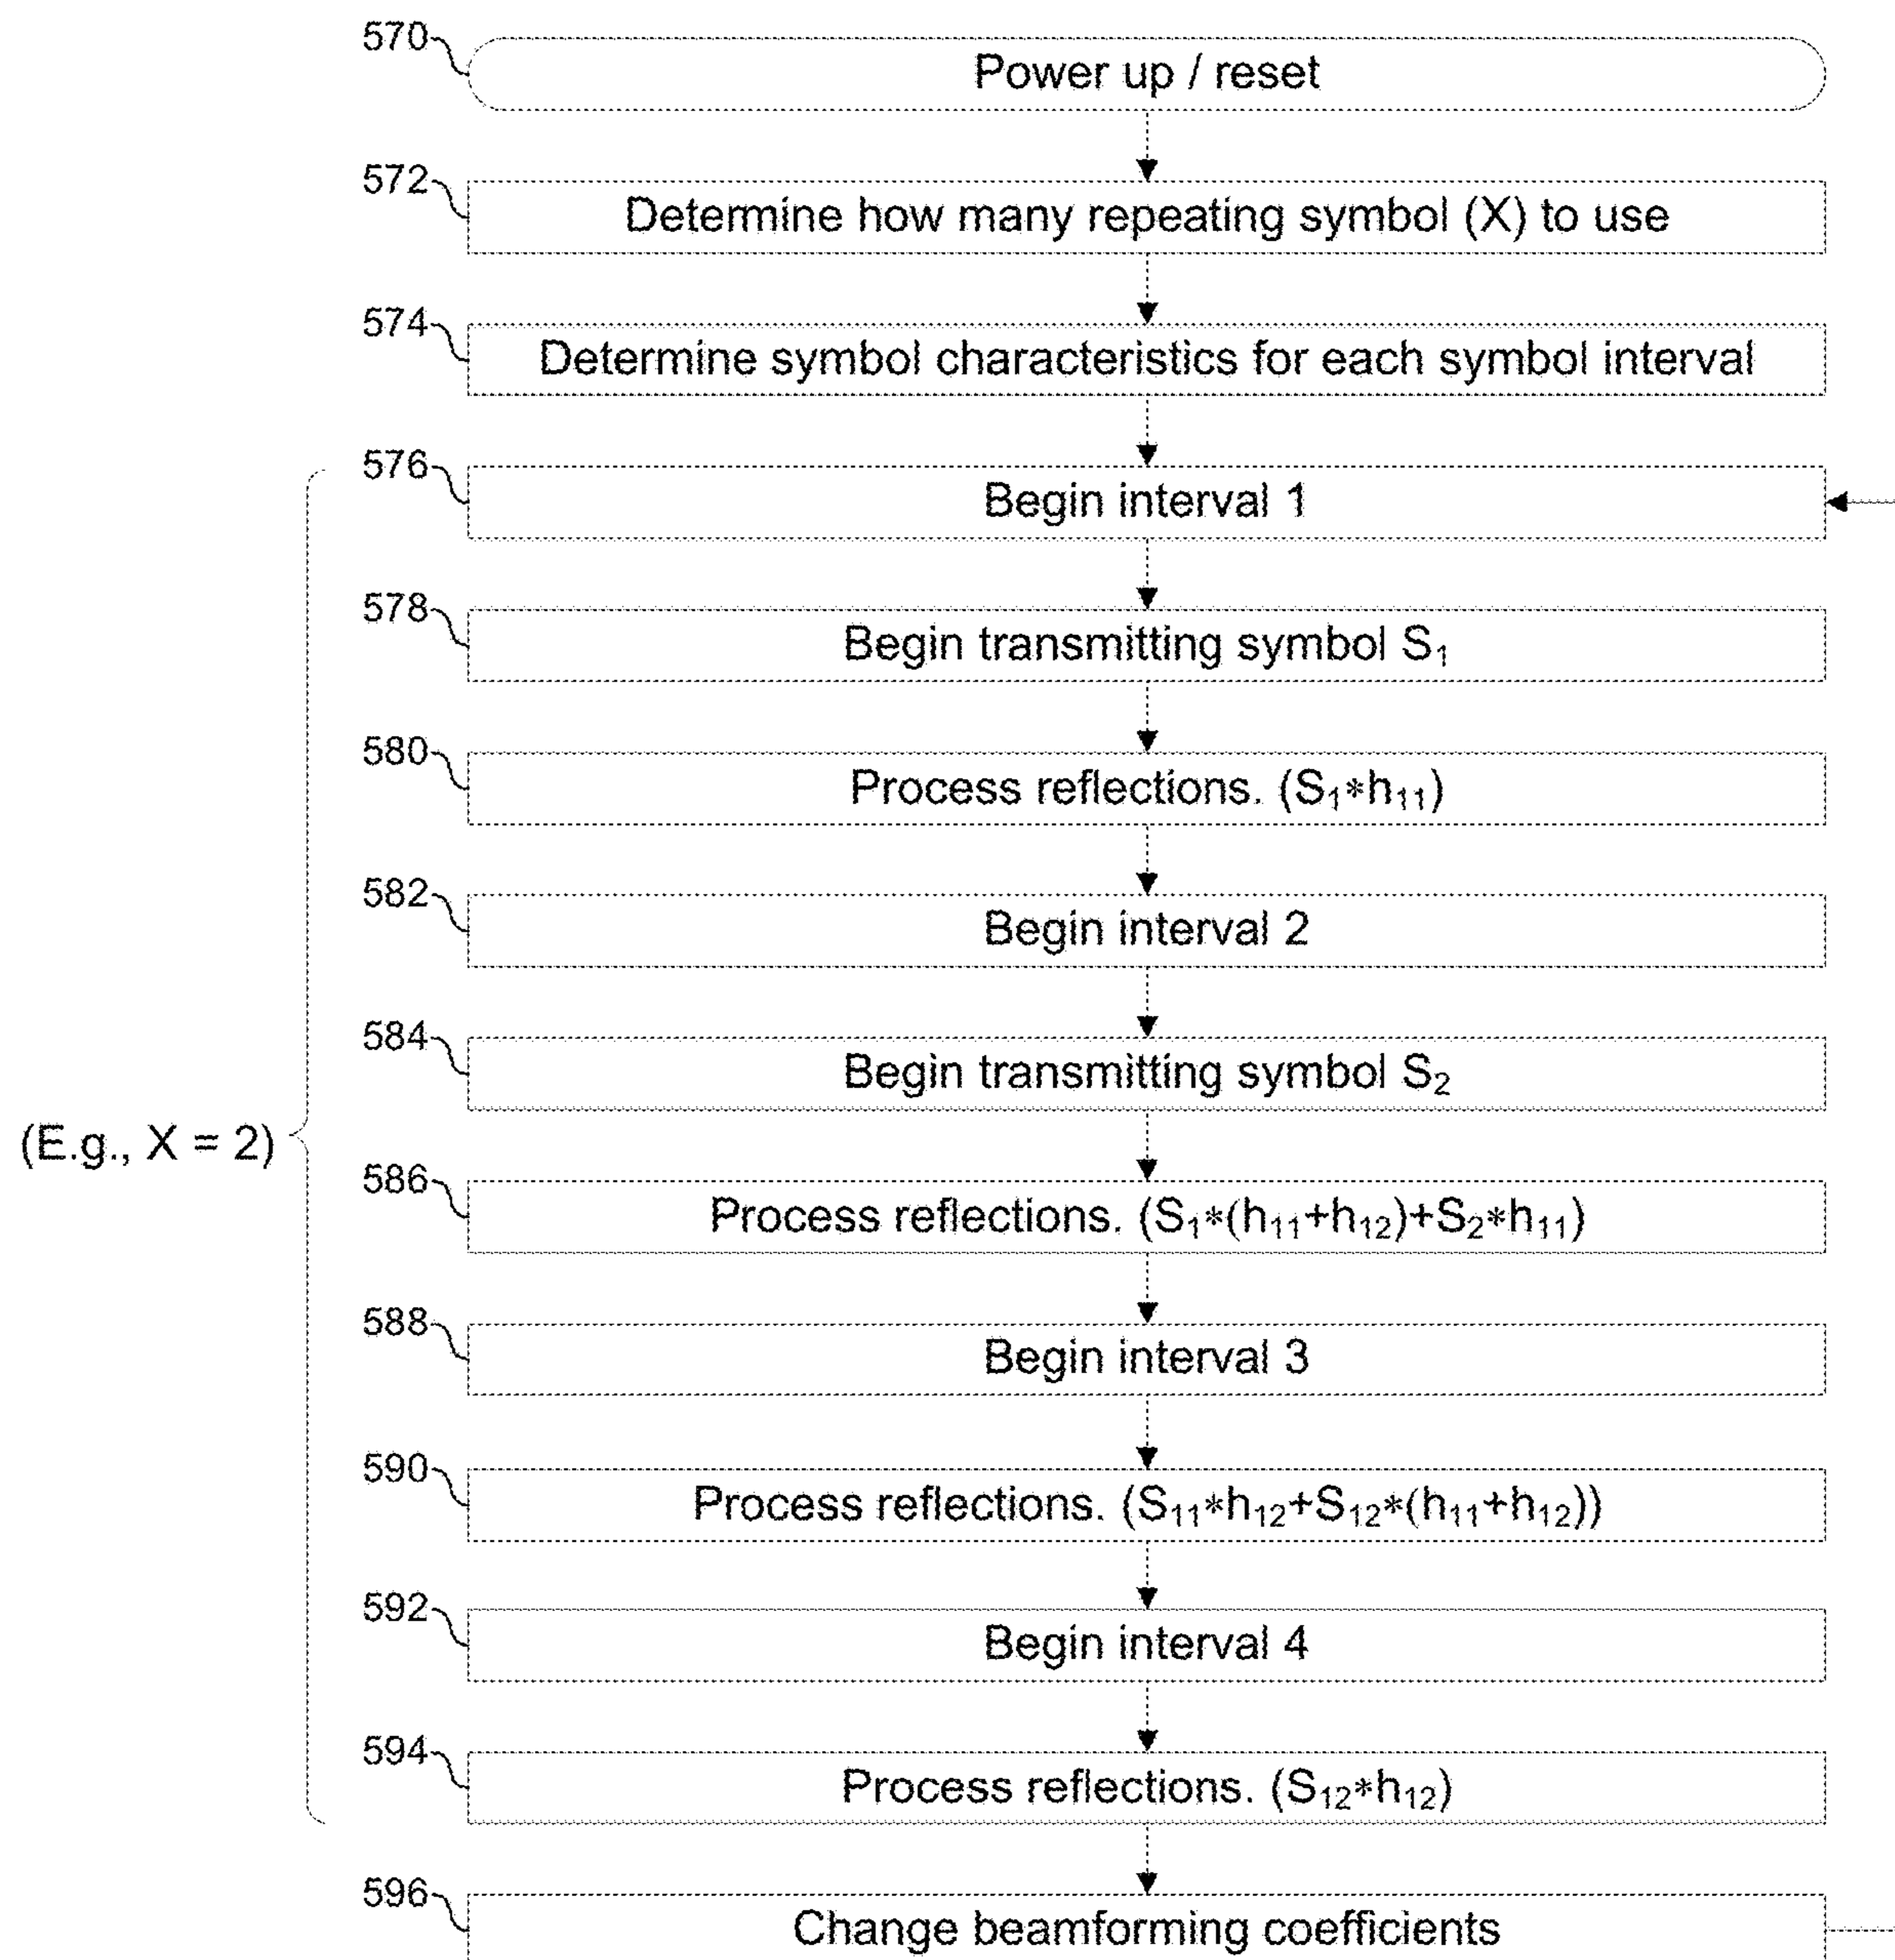 570
Power up / reset
572
Determine how many repeating symbol (X) to use
574
Determine symbol characteristics for each symbol interval
576
Begin interval 1
578
Begin transmitting symbol S₁
580
Process reflections. (S₁*h₁₁)
582
Begin interval 2
584
Begin transmitting symbol S₂
(E.g., X = 2)
586
Process reflections. (S₁*(h₁₁+h₁₂)+S₂*h₁₁)
588
Begin interval 3
590
Process reflections. (S₁₁*h₁₂+S₁₂*(h₁₁+h₁₂))
592
Begin interval 4
594
Process reflections. (S₁₂*h₁₂)
596
Change beamforming coefficients